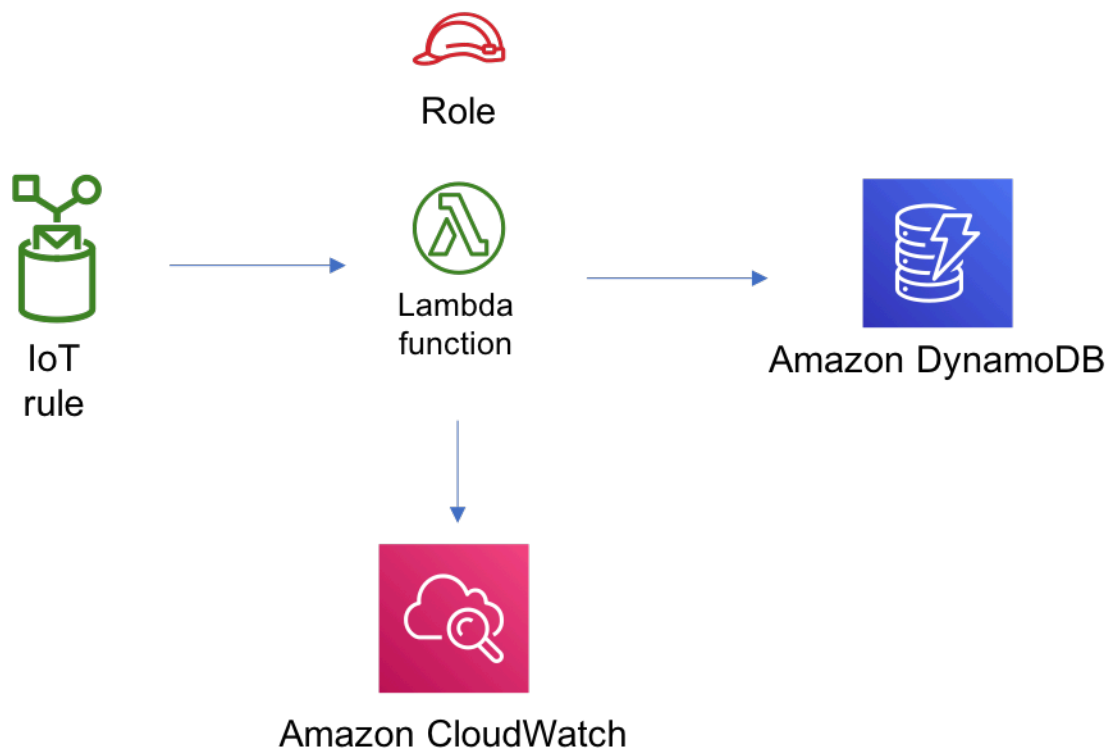 Role
IoT
rule
Lambda
function
Amazon DynamoDB
Amazon CloudWatch